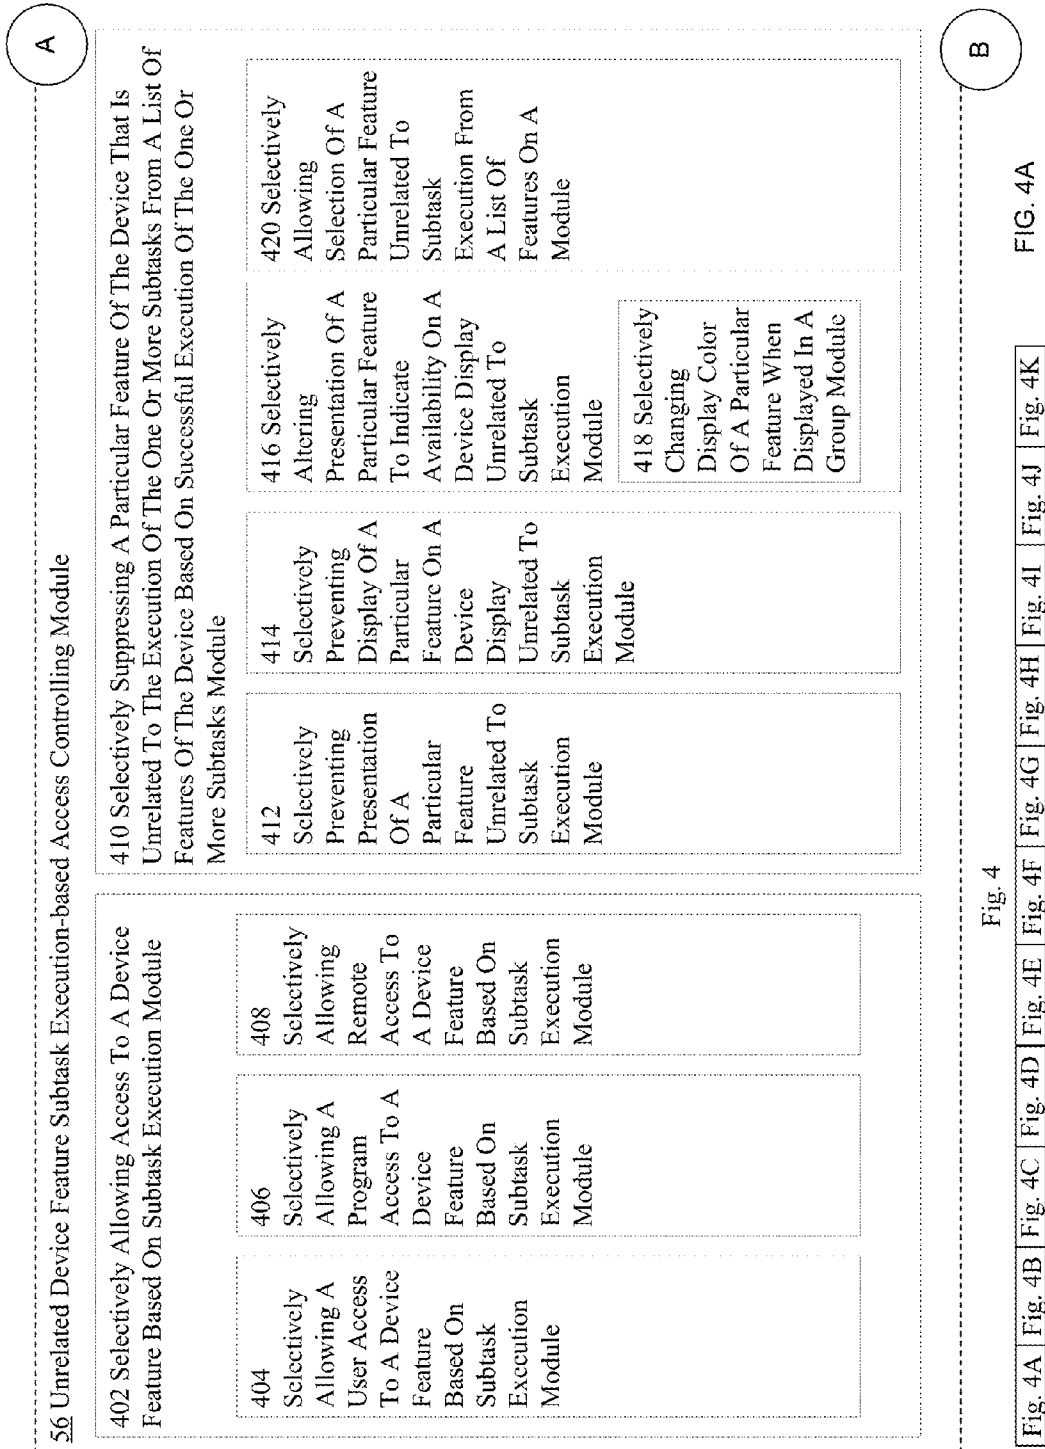 56 Unrelated Device Feature Subtask Execution-based Access Controlling Module
A
402 Selectively Allowing Access To A Device
Feature Based On Subtask Execution Module
404
Selectively
Allowing A
User Access
To A Device
Feature
Based On
Subtask
Execution
Module
406
Selectively
Allowing A
Program
Access To A
Device
Feature
Based On
Subtask
Execution
Module
408
Selectively
Allowing
Remote
Access To
A Device
Feature
Based On
Subtask
Execution
Module
410 Selectively Suppressing A Particular Feature Of The Device That Is
Unrelated To The Execution Of The One Or More Subtasks From A List Of
Features Of The Device Based On Successful Execution Of The One Or
More Subtasks Module
412
Selectively
Preventing
Presentation
Of A
Particular
Feature
Unrelated To
Subtask
Execution
Module
414
Selectively
Preventing
Display Of A
Particular
Feature On A
Device
Display
Unrelated To
Subtask
Execution
Module
416 Selectively
Altering
Presentation Of A
Particular Feature
To Indicate
Availability On A
Device Display
Unrelated To
Subtask
Execution
Module
418 Selectively
Changing
Display Color
Of A Particular
Feature When
Displayed In A
Group Module
420 Selectively
Allowing
Selection Of A
Particular Feature
Unrelated To
Subtask
Execution From
A List Of
Features On A
Module
B
Fig. 4
Fig. 4A Fig. 4B Fig. 4C Fig. 4D Fig. 4E Fig. 4F Fig. 4G Fig. 4H Fig. 4I Fig. 4J Fig. 4K
FIG. 4A